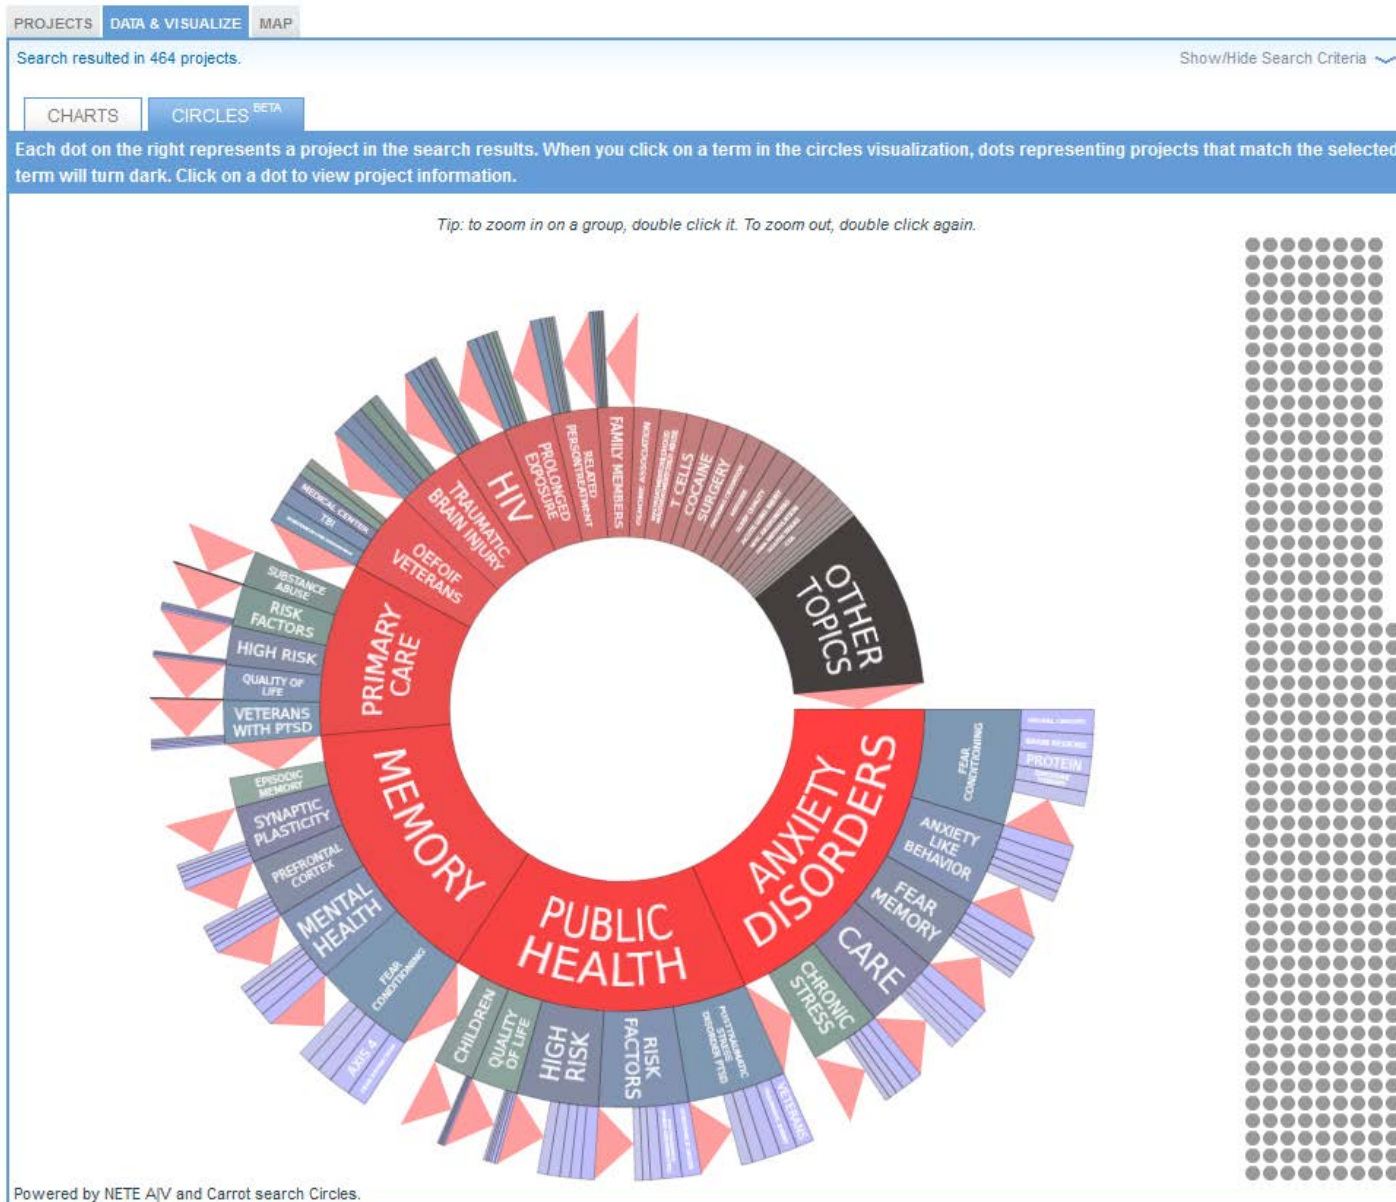 PROJECTS
DATA & VISUALIZE
MAP
Search resulted in 464 projects.
Show/Hide Search Criteria
CHARTS
CIRCLES BETA
Each dot on the right represents a project in the search results. When you click on a term in the circles visualization, dots representing projects that match the selected
term will turn dark. Click on a dot to view project information.
Tip: to zoom in on a group, double click it. To zoom out, double click again.
ANXIETY
DISORDERS
FEAR
CONDITIONING
PROTEIN
ANXIETY
LIKE
BEHAVIOR
FEAR
MEMORY
CARE
CHRONIC
STRESS
PUBLIC
HEALTH
POSTTRAUMATIC
STRESS
DISORDER PTSD
VETERANS
RISK
FACTORS
HIGH
RISK
QUALITY
OF LIFE
CHILDREN
MEMORY
FEAR
CONDITIONING
AXIS 4
MENTAL
HEALTH
PREFRONTAL
CORTEX
SYNAPTIC
PLASTICITY
EPISODIC
MEMORY
PRIMARY
CARE
VETERANS
WITH PTSD
QUALITY OF
LIFE
HIGH RISK
RISK
FACTORS
SUBSTANCE
ABUSE
OEFOIF
VETERANS
TBI
MEDICAL CENTER
TRAUMATIC
BRAIN INJURY
HIV
PROLONGED
EXPOSURE
RELATED
PERSONTREATMENT
FAMILY MEMBERS
T CELLS
COCAINE
SURGERY
OTHER
TOPICS
Powered by NETE A|V and Carrot search Circles.